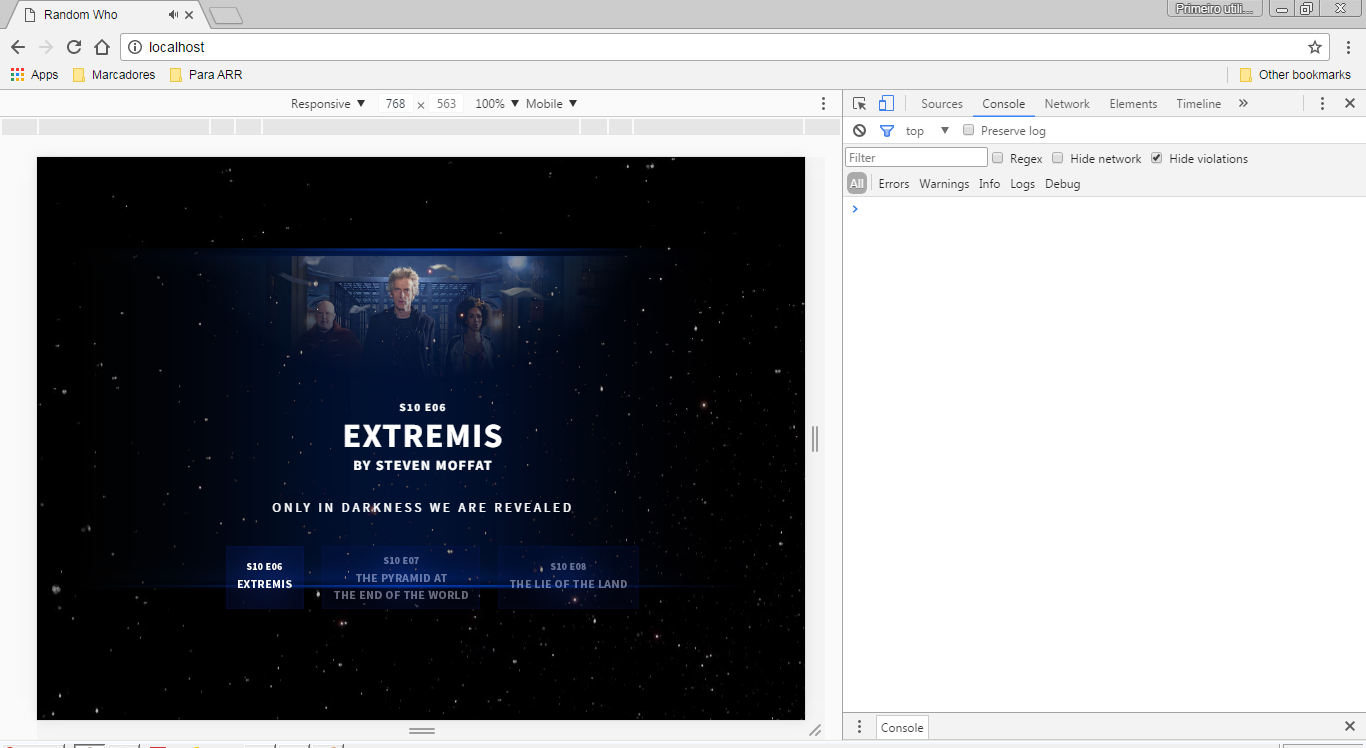 Random Who
Primeiro utili...
localhost
Apps Marcadores Para ARR Other bookmarks
Responsive 768 x 563 100% Mobile
Sources Console Network Elements Timeline »
top Preserve log
Filter Regex Hide network Hide violations
All Errors Warnings Info Logs Debug
S10 E06
EXTREMIS
BY STEVEN MOFFAT
ONLY IN DARKNESS WE ARE REVEALED
S10 E06
EXTREMIS
S10 E07
THE PYRAMID AT
THE END OF THE WORLD
S10 E08
THE LIE OF THE LAND
Console